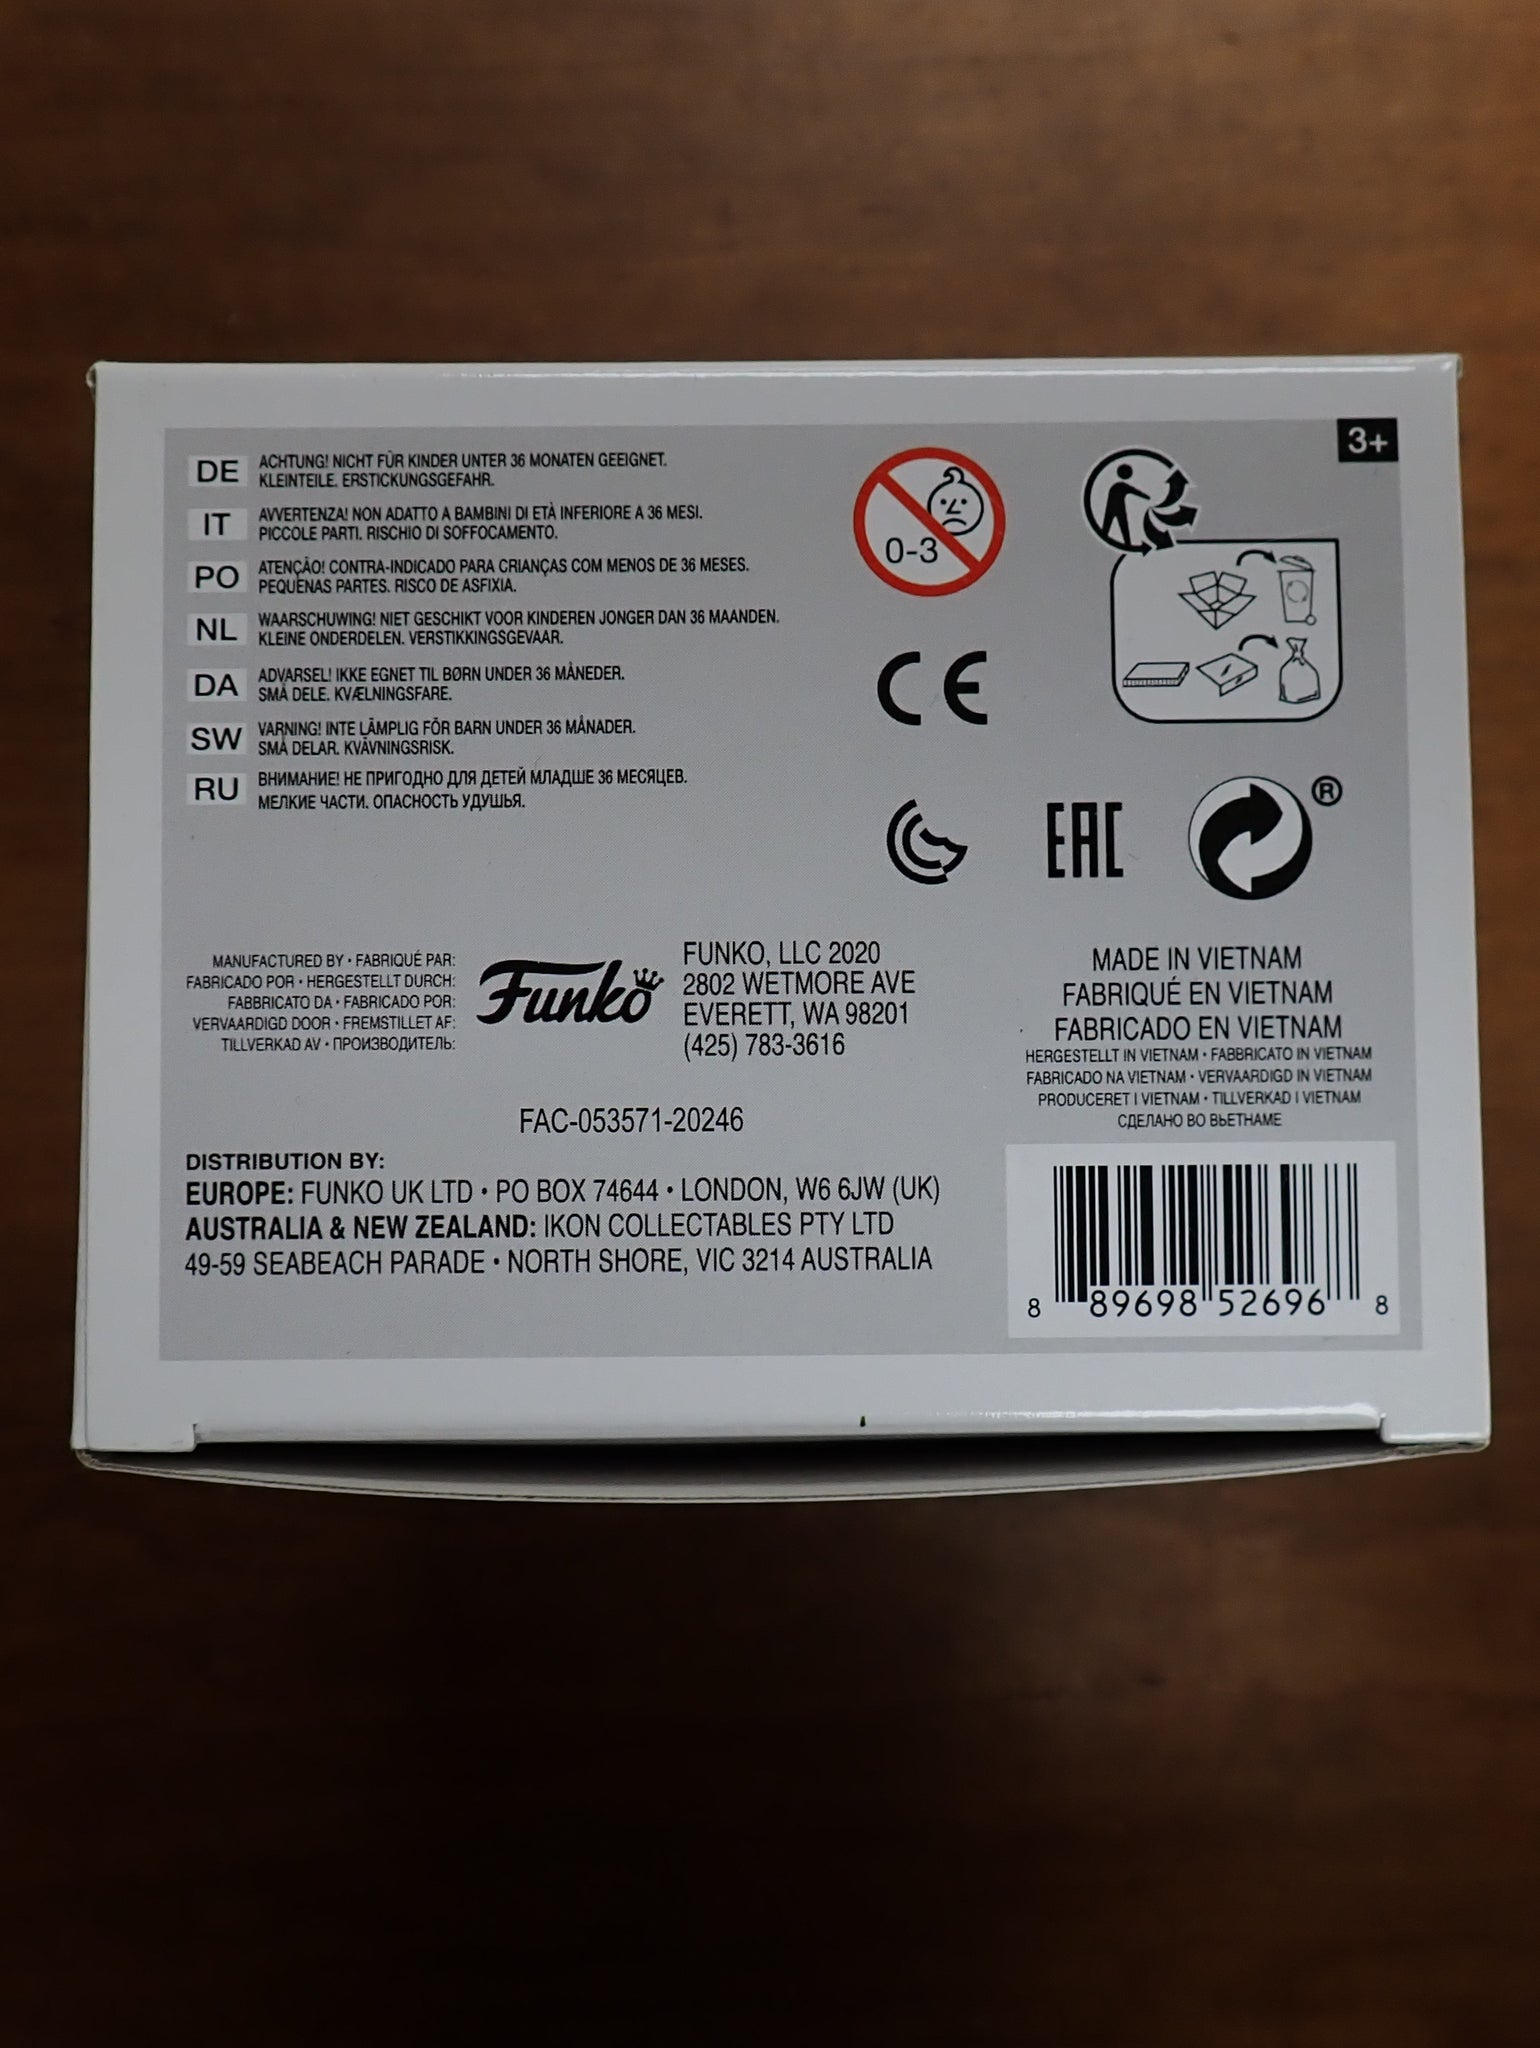 3+
DE ACHTUNG! NICHT FÜR KINDER UNTER 36 MONATEN GEEIGNET.
KLEINTEILE. ERSTICKUNGSGEFAHR.
IT AVVERTENZA! NON ADATTO A BAMBINI DI ETÀ INFERIORE A 36 MESI.
PICCOLE PARTI. RISCHIO DI SOFFOCAMENTO.
PO ATENÇÃO! CONTRA-INDICADO PARA CRIANÇAS COM MENOS DE 36 MESES.
PEQUENAS PARTES. RISCO DE ASFIXIA.
NL WAARSCHUWING! NIET GESCHIKT VOOR KINDEREN JONGER DAN 36 MAANDEN.
KLEINE ONDERDELEN. VERSTIKKINGSGEVAAR.
DA ADVARSEL! IKKE EGNET TIL BØRN UNDER 36 MÅNEDER.
SMÅ DELE. KVÆLNINGSFARE.
SW VARNING! INTE LÄMPLIG FÖR BARN UNDER 36 MÅNADER.
SMÅ DELAR. KVÄVNINGSRISK.
RU ВНИМАНИЕ! НЕ ПРИГОДНО ДЛЯ ДЕТЕЙ МЛАДШЕ 36 МЕСЯЦЕВ.
МЕЛКИЕ ЧАСТИ. ОПАСНОСТЬ УДУШЬЯ.
0-3
CE
EAC
®
MANUFACTURED BY • FABRIQUÉ PAR:
FABRICADO POR • HERGESTELLT DURCH:
FABBRICATO DA • FABRICADO POR:
VERVAARDIGD DOOR • FREMSTILLET AF:
TILLVERKAD AV • ПРОИЗВОДИТЕЛЬ:
Funko
FUNKO, LLC 2020
2802 WETMORE AVE
EVERETT, WA 98201
(425) 783-3616
MADE IN VIETNAM
FABRIQUÉ EN VIETNAM
FABRICADO EN VIETNAM
HERGESTELLT IN VIETNAM • FABBRICATO IN VIETNAM
FABRICADO NA VIETNAM • VERVAARDIGD IN VIETNAM
PRODUCERET I VIETNAM • TILLVERKAD I VIETNAM
СДЕЛАНО ВО ВЬЕТНАМЕ
FAC-053571-20246
DISTRIBUTION BY:
EUROPE: FUNKO UK LTD • PO BOX 74644 • LONDON, W6 6JW (UK)
AUSTRALIA & NEW ZEALAND: IKON COLLECTABLES PTY LTD
49-59 SEABEACH PARADE • NORTH SHORE, VIC 3214 AUSTRALIA
8 89698 52696 8